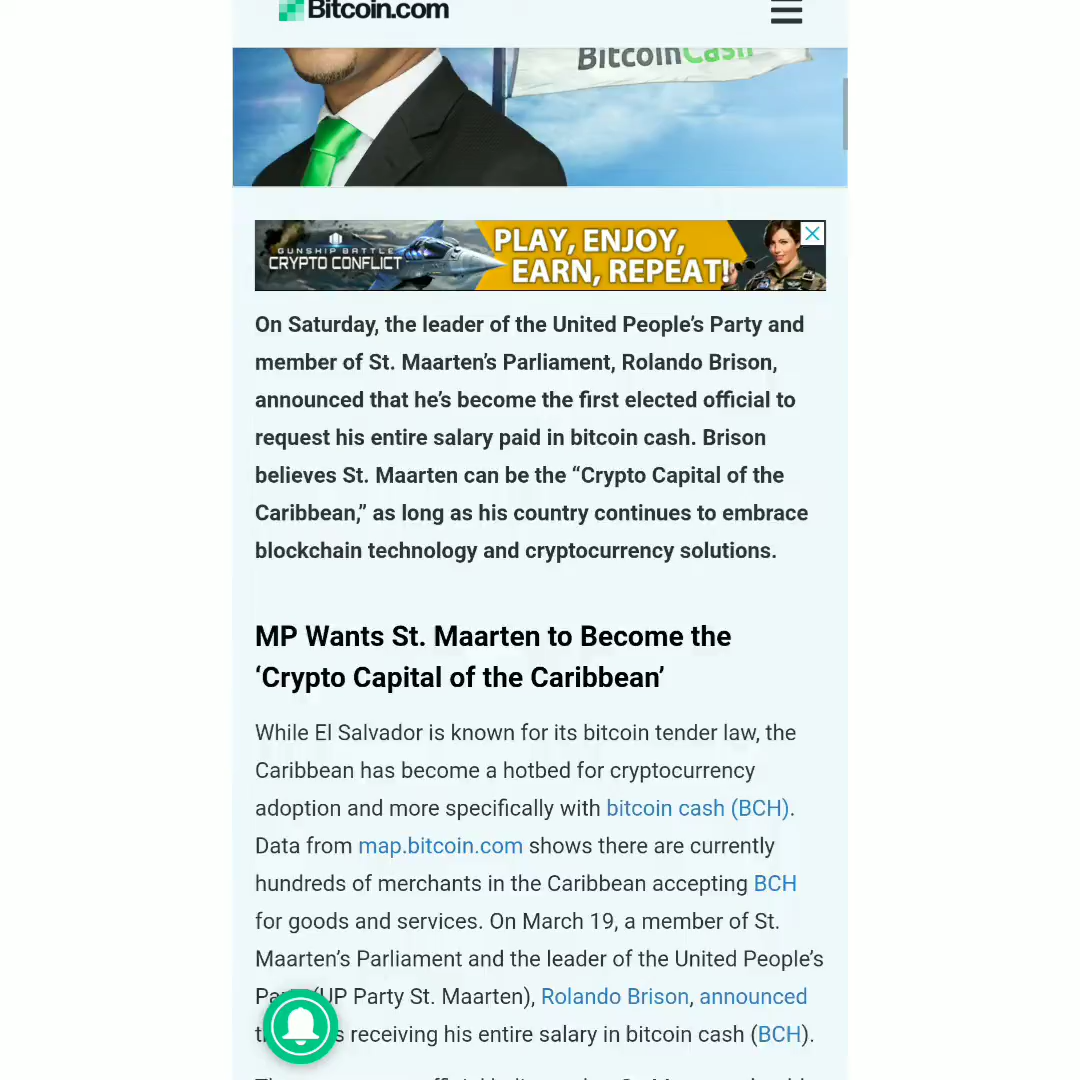 Bitcoin.com
BitcoinCash
GUNSHIP BATTLE
CRYPTO CONFLICT
PLAY, ENJOY,
EARN, REPEAT!
On Saturday, the leader of the United People’s Party and
member of St. Maarten’s Parliament, Rolando Brison,
announced that he’s become the first elected official to
request his entire salary paid in bitcoin cash. Brison
believes St. Maarten can be the “Crypto Capital of the
Caribbean,” as long as his country continues to embrace
blockchain technology and cryptocurrency solutions.
MP Wants St. Maarten to Become the
‘Crypto Capital of the Caribbean’
While El Salvador is known for its bitcoin tender law, the
Caribbean has become a hotbed for cryptocurrency
adoption and more specifically with bitcoin cash (BCH).
Data from map.bitcoin.com shows there are currently
hundreds of merchants in the Caribbean accepting BCH
for goods and services. On March 19, a member of St.
Maarten’s Parliament and the leader of the United People’s
(UP Party St. Maarten), Rolando Brison, announced
receiving his entire salary in bitcoin cash (BCH).